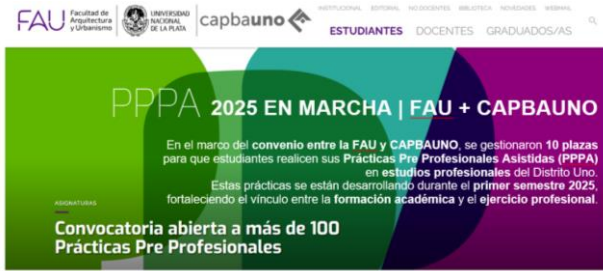 FAU
Facultad de
Arquitectura
y Urbanismo
UNIVERSIDAD
NACIONAL
DE LA PLATA
capbauno
INSTITUCIONAL EDITORIAL NO DOCENTES BIBLIOTECA NOVEDADES WEBMAIL
ESTUDIANTES DOCENTES GRADUADOS/AS
PPPA 2025 EN MARCHA | FAU + CAPBAUNO
En el marco del convenio entre la FAU y CAPBAUNO, se gestionaron 10 plazas
para que estudiantes realicen sus Prácticas Pre Profesionales Asistidas (PPPA)
en estudios profesionales del Distrito Uno.
Estas prácticas se están desarrollando durante el primer semestre 2025,
fortaleciendo el vínculo entre la formación académica y el ejercicio profesional.
ASIGNATURAS
Convocatoria abierta a más de 100
Prácticas Pre Profesionales